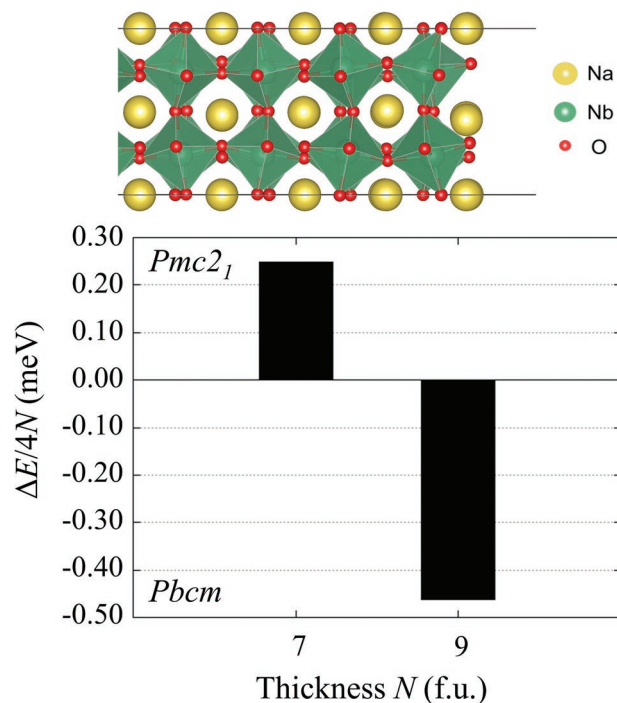 Na
Nb
O
0.30
Pmc2₁
0.20
0.10
0.00
-0.10
-0.20
-0.30
-0.40
Pbcm
-0.50
ΔE/4N (meV)
7
9
Thickness N (f.u.)